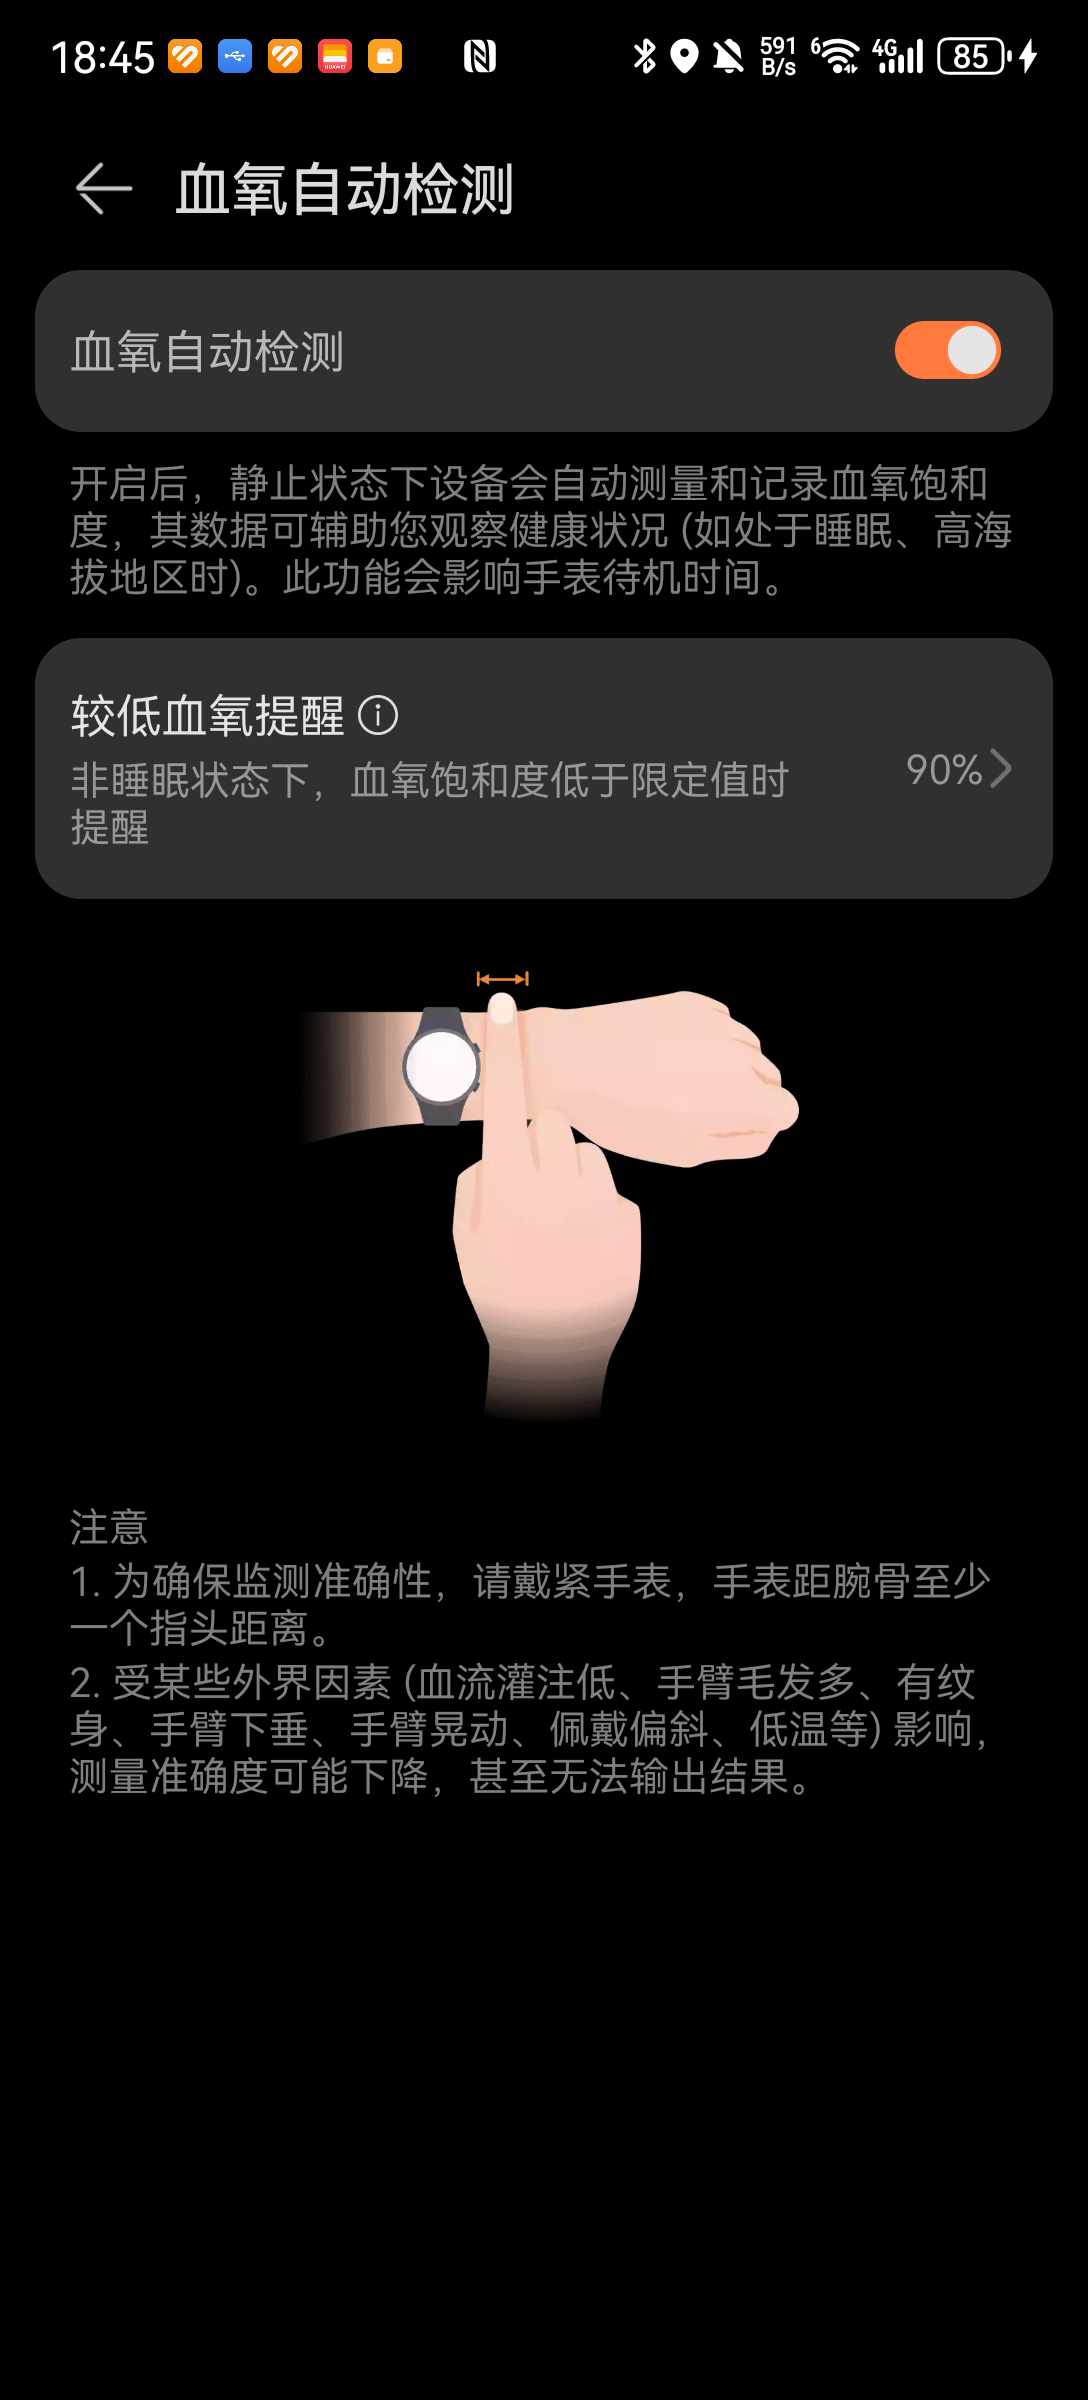 18:45
HUAWEI
591 B/s
6
4G
85
血氧自动检测
血氧自动检测
开启后，静止状态下设备会自动测量和记录血氧饱和
度，其数据可辅助您观察健康状况 (如处于睡眠、高海
拔地区时)。此功能会影响手表待机时间。
较低血氧提醒
非睡眠状态下，血氧饱和度低于限定值时
提醒
90%
注意
1. 为确保监测准确性，请戴紧手表，手表距腕骨至少
一个指头距离。
2. 受某些外界因素 (血流灌注低、手臂毛发多、有纹
身、手臂下垂、手臂晃动、佩戴偏斜、低温等) 影响，
测量准确度可能下降，甚至无法输出结果。